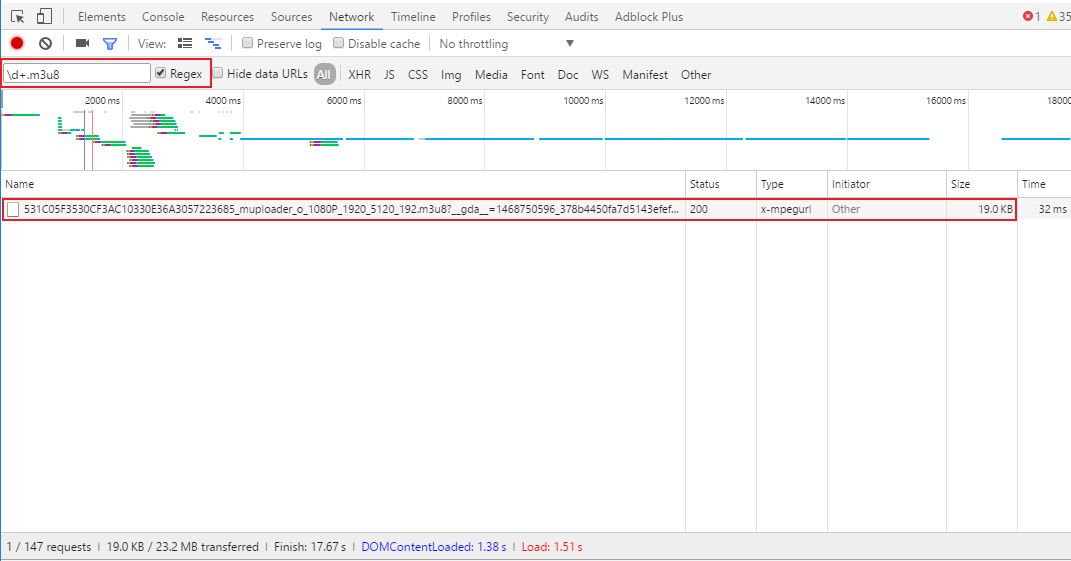 Elements Console Resources Sources Network Timeline Profiles Security Audits Adblock Plus 1 35
View: Preserve log Disable cache No throttling ▼
\d+.m3u8 Regex Hide data URLs All XHR JS CSS Img Media Font Doc WS Manifest Other
2000 ms 4000 ms 6000 ms 8000 ms 10000 ms 12000 ms 14000 ms 16000 ms 18000
Name Status Type Initiator Size Time
531C05F3530CF3AC10330E36A3057223685_muploader_o_1080P_1920_5120_192.m3u8?__gda__=1468750596_378b4450fa7d5143efef... 200 x-mpegurl Other 19.0 KB 32 ms
1 / 147 requests | 19.0 KB / 23.2 MB transferred | Finish: 17.67 s | DOMContentLoaded: 1.38 s | Load: 1.51 s